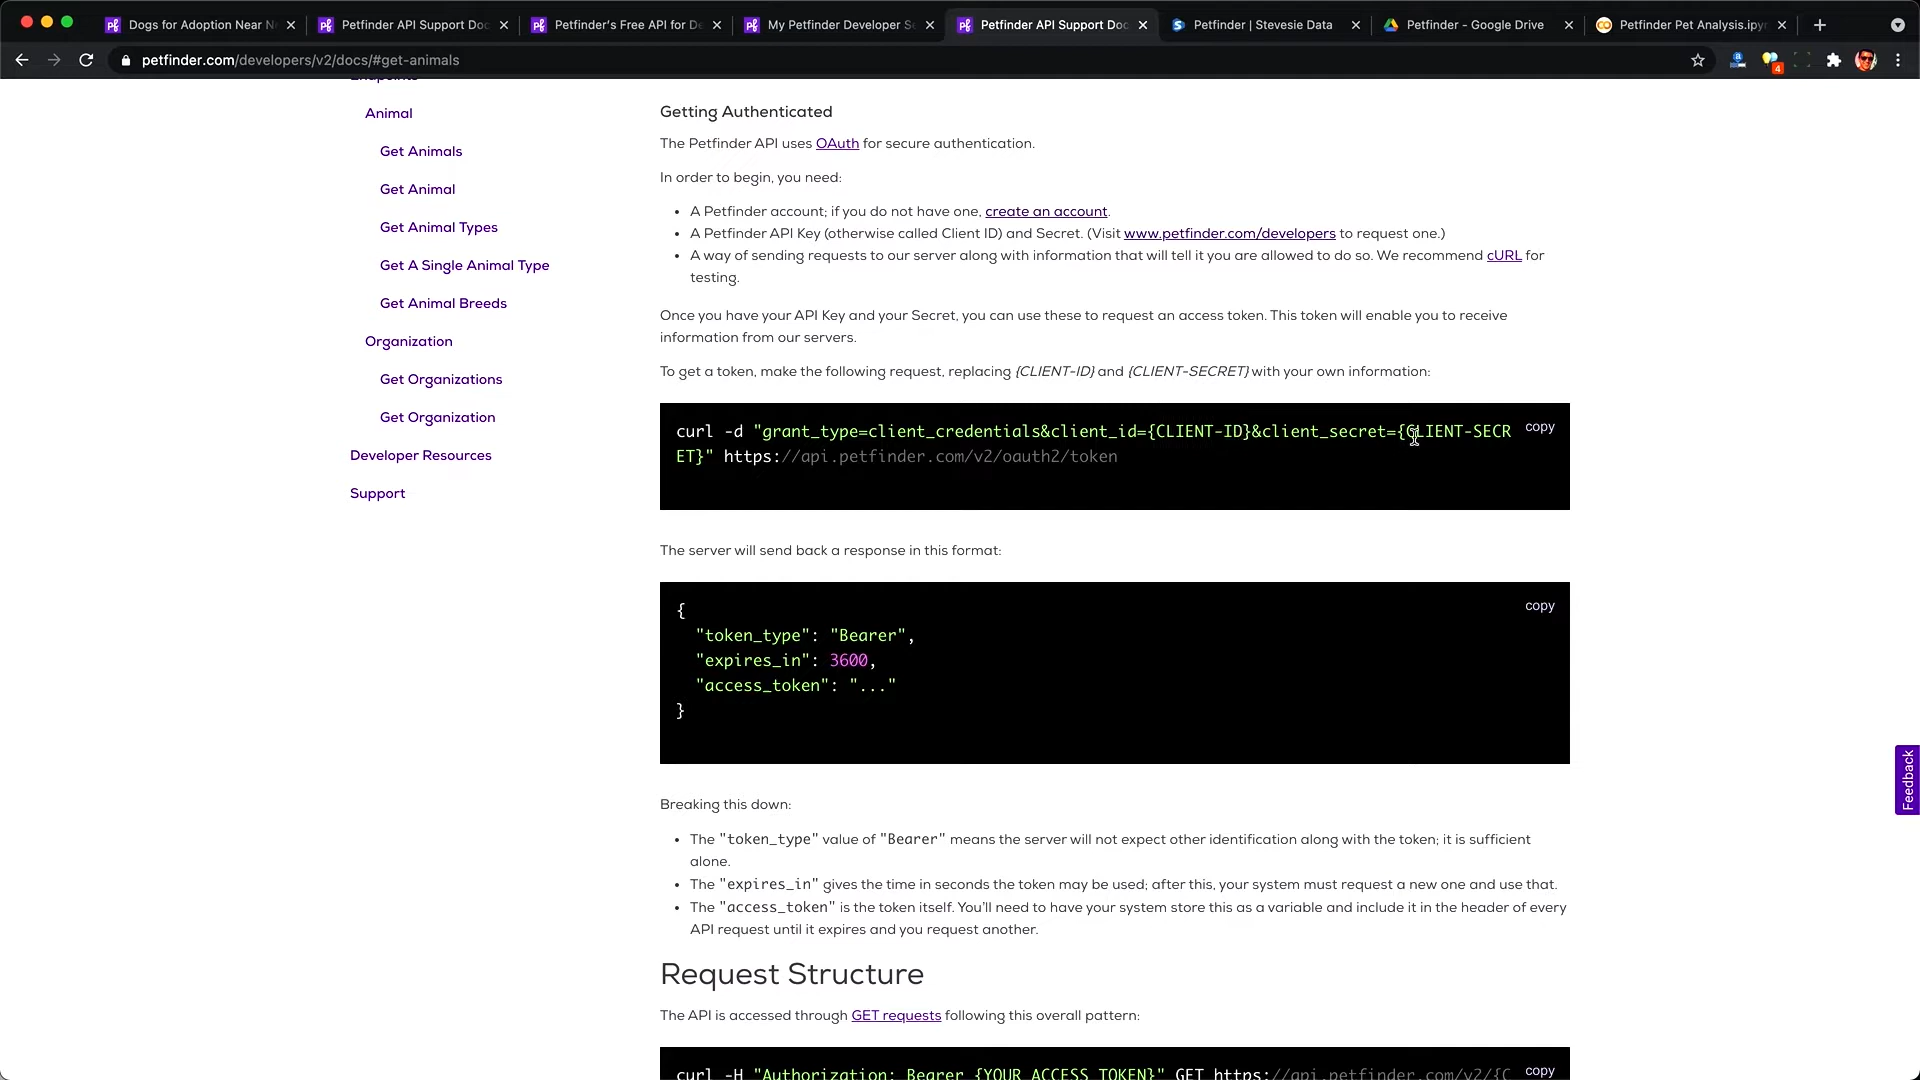 Dogs for Adoption Near N
Petfinder API Support Doc
Petfinder's Free API for De
My Petfinder Developer Se
Petfinder API Support Doc
Petfinder | Stevesie Data
Petfinder - Google Drive
Petfinder Pet Analysis.ipy
petfinder.com/developers/v2/docs/#get-animals
4
Endpoints
Animal
Get Animals
Get Animal
Get Animal Types
Get A Single Animal Type
Get Animal Breeds
Organization
Get Organizations
Get Organization
Developer Resources
Support
Getting Authenticated
The Petfinder API uses OAuth for secure authentication.
In order to begin, you need:
• A Petfinder account; if you do not have one, create an account.
• A Petfinder API Key (otherwise called Client ID) and Secret. (Visit www.petfinder.com/developers to request one.)
• A way of sending requests to our server along with information that will tell it you are allowed to do so. We recommend cURL for
testing.
Once you have your API Key and your Secret, you can use these to request an access token. This token will enable you to receive
information from our servers.
To get a token, make the following request, replacing {CLIENT-ID} and {CLIENT-SECRET} with your own information:
copy
curl -d "grant_type=client_credentials&client_id={CLIENT-ID}&client_secret={CLIENT-SECR
ET}" https://api.petfinder.com/v2/oauth2/token
The server will send back a response in this format:
copy
{
"token_type": "Bearer",
"expires_in": 3600,
"access_token": "..."
}
Breaking this down:
• The "token_type" value of "Bearer" means the server will not expect other identification along with the token; it is sufficient
alone.
• The "expires_in" gives the time in seconds the token may be used; after this, your system must request a new one and use that.
• The "access_token" is the token itself. You'll need to have your system store this as a variable and include it in the header of every
API request until it expires and you request another.
Request Structure
The API is accessed through GET requests following this overall pattern:
copy
curl -H "Authorization: Bearer {YOUR_ACCESS_TOKEN}" GET https://api.petfinder.com/v2/{C
Feedback